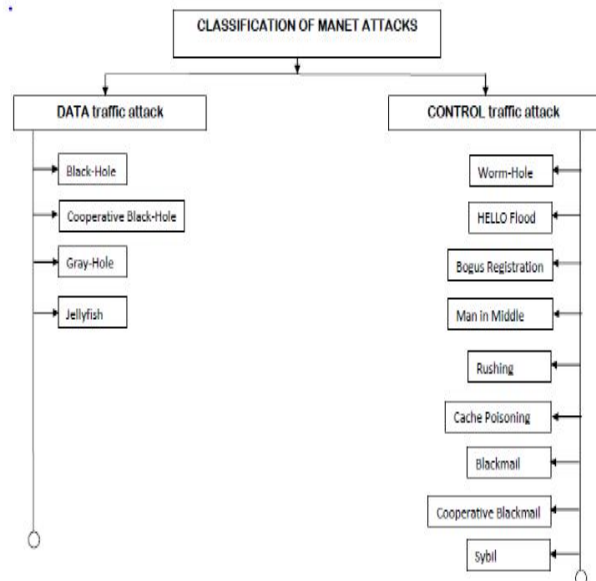 CLASSIFICATION OF MANET ATTACKS
DATA traffic attack
CONTROL traffic attack
Black-Hole
Cooperative Black-Hole
Gray-Hole
Jellyfish
Worm-Hole
HELLO Flood
Bogus Registration
Man in Middle
Rushing
Cache Poisoning
Blackmail
Cooperative Blackmail
Sybil